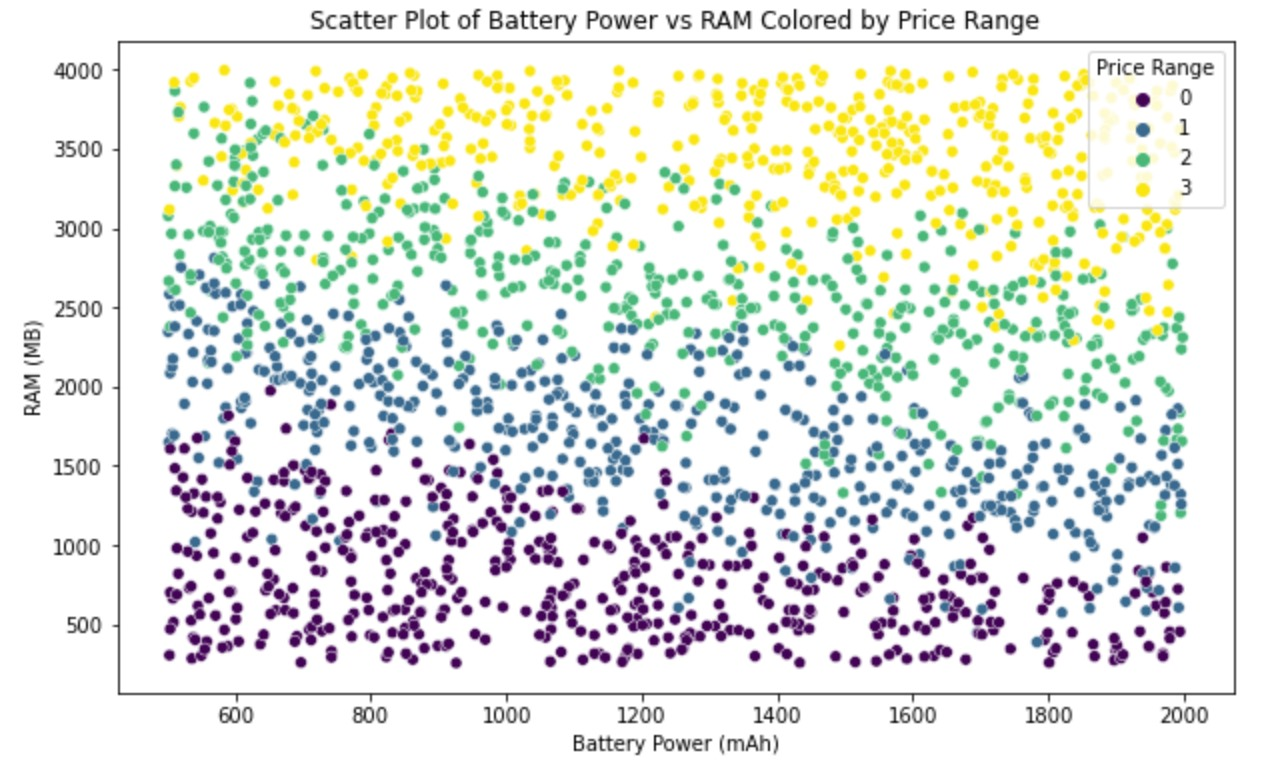 Scatter Plot of Battery Power vs RAM Colored by Price Range
Price Range
0
1
2
3
4000
3500
3000
2500
2000
1500
1000
500
RAM (MB)
600 800 1000 1200 1400 1600 1800 2000
Battery Power (mAh)